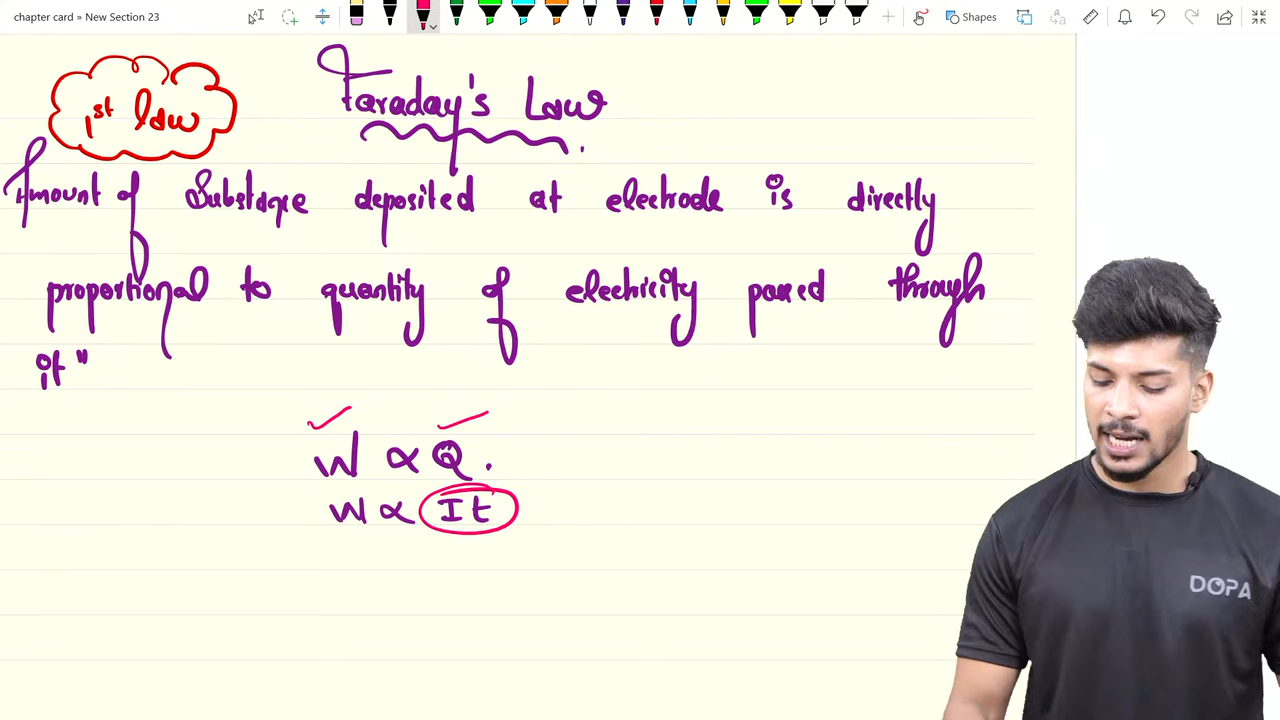 chapter card » New Section 23
Shapes
1st law
Faraday's Law
Amount of Substance deposited at electrode is directly
proportional to quantity of electricity passed through
it"
W ∝ Q.
W ∝ It
DOPA